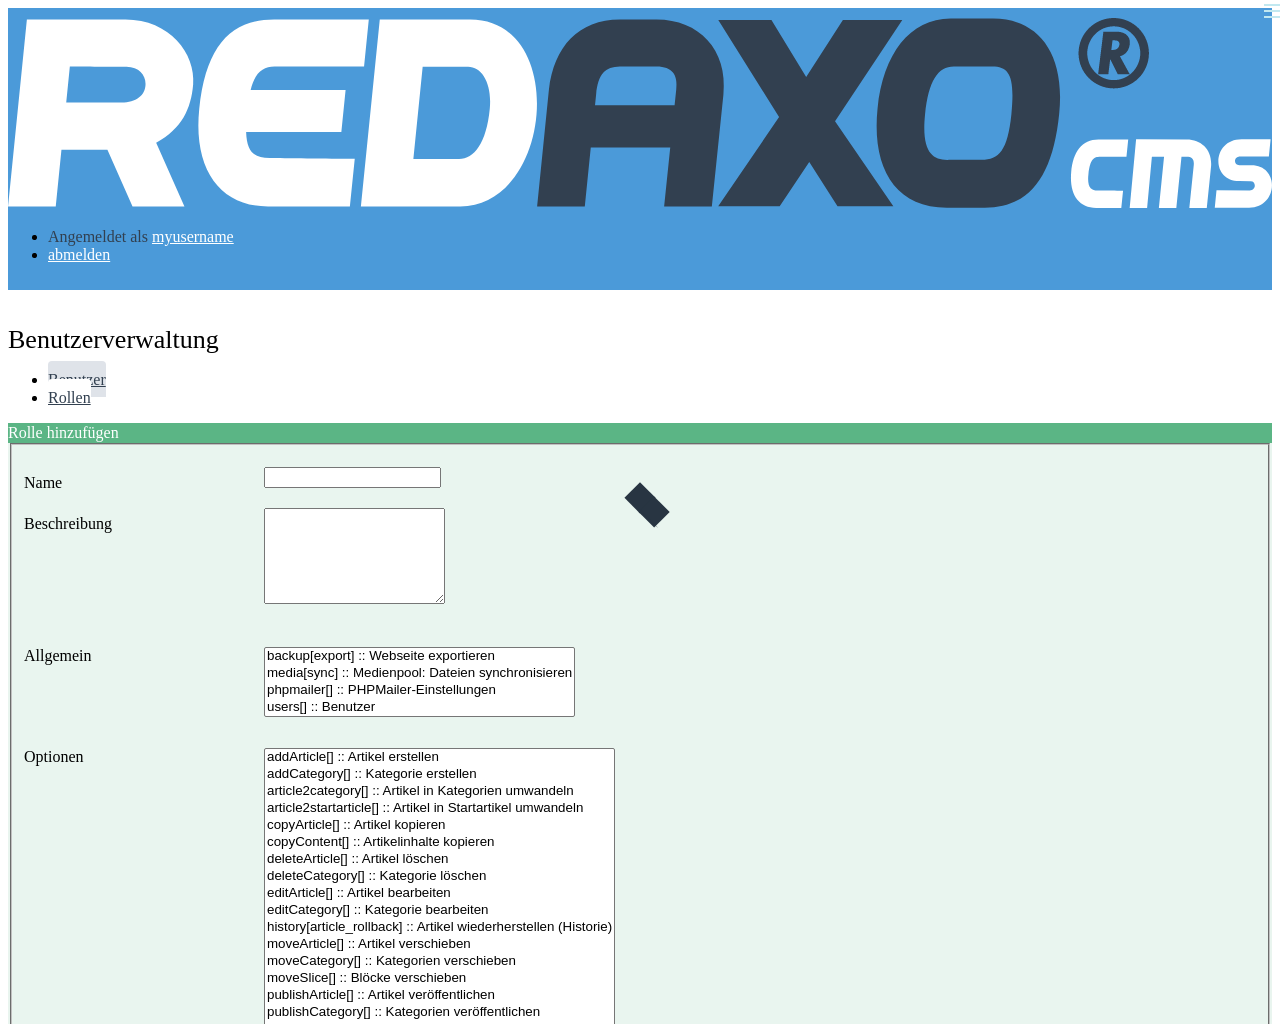 REDAXO®
cms
Angemeldet als myusername
abmelden
Benutzerverwaltung
Benutzer
Rollen
Rolle hinzufügen
Name
Beschreibung
Allgemein
backup[export] :: Webseite exportieren
media[sync] :: Medienpool: Dateien synchronisieren
phpmailer[] :: PHPMailer-Einstellungen
users[] :: Benutzer
Optionen
addArticle[] :: Artikel erstellen
addCategory[] :: Kategorie erstellen
article2category[] :: Artikel in Kategorien umwandeln
article2startarticle[] :: Artikel in Startartikel umwandeln
copyArticle[] :: Artikel kopieren
copyContent[] :: Artikelinhalte kopieren
deleteArticle[] :: Artikel löschen
deleteCategory[] :: Kategorie löschen
editArticle[] :: Artikel bearbeiten
editCategory[] :: Kategorie bearbeiten
history[article_rollback] :: Artikel wiederherstellen (Historie)
moveArticle[] :: Artikel verschieben
moveCategory[] :: Kategorien verschieben
moveSlice[] :: Blöcke verschieben
publishArticle[] :: Artikel veröffentlichen
publishCategory[] :: Kategorien veröffentlichen